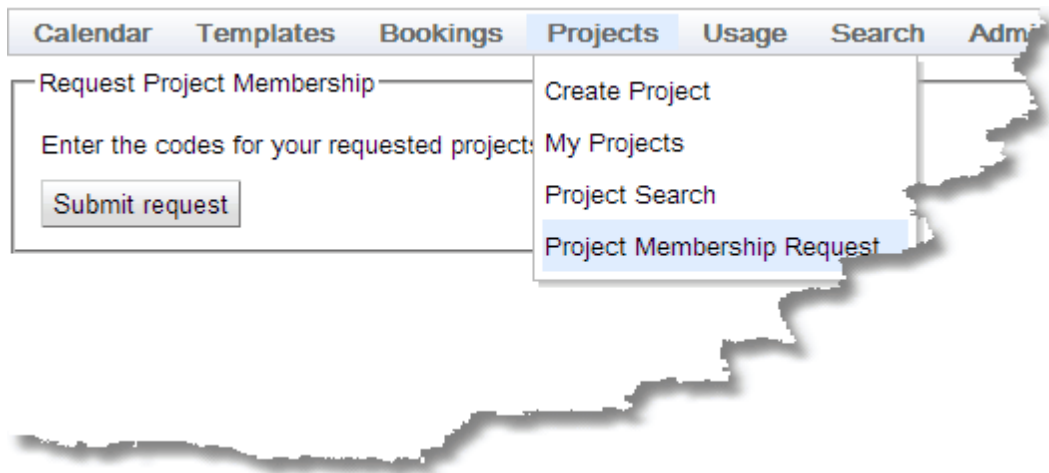 Calendar Templates Bookings Projects Usage Search
Request Project Membership
Enter the codes for your requested
Submit request
Create Project
My Projects
Project Search
Project Membership Request